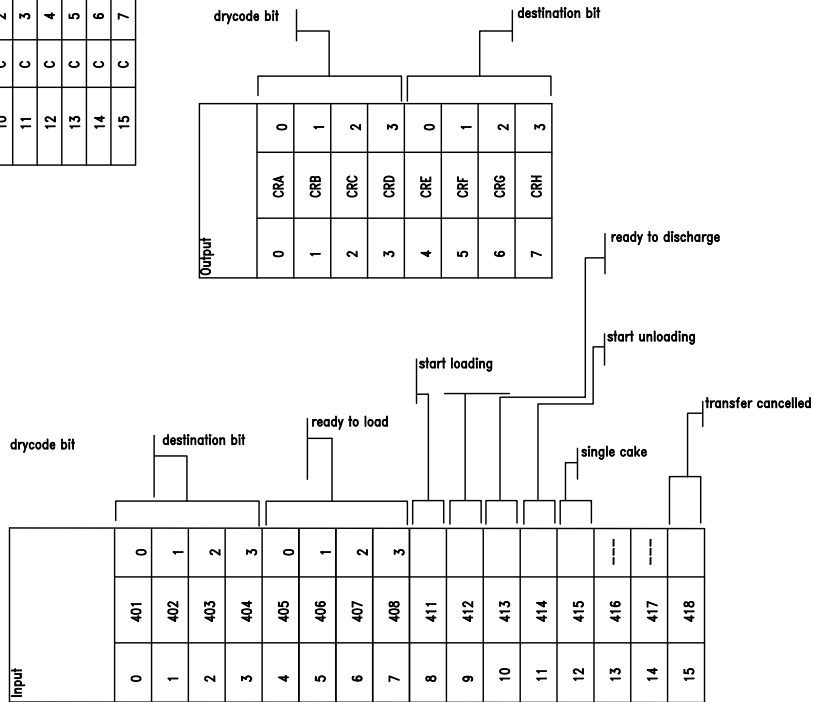 2
3
4
5
6
7
C
C
C
C
C
C
10
11
12
13
14
15
drycode bit
destination bit
0
1
2
3
0
1
2
3
CRA
CRB
CRC
CRD
CRE
CRF
CRG
CRH
Output
0
1
2
3
4
5
6
7
ready to discharge
start unloading
start loading
transfer cancelled
ready to load
drycode bit
destination bit
single cake
0
1
2
3
0
1
2
3
---
---
401
402
403
404
405
406
407
408
411
412
413
414
415
416
417
418
Input
0
1
2
3
4
5
6
7
8
9
10
11
12
13
14
15